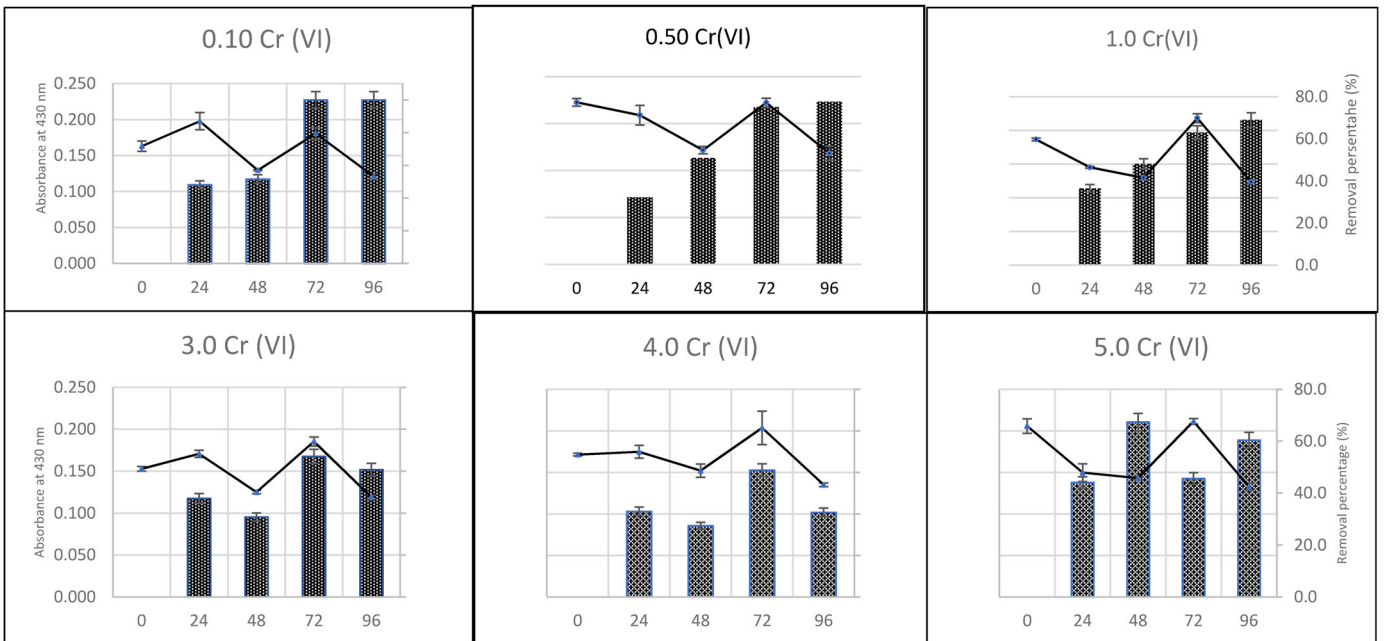 0.10 Cr (VI)
Absorbance at 430 nm
0.250
0.200
0.150
0.100
0.050
0.000
0 24 48 72 96
0.50 Cr(VI)
0 24 48 72 96
1.0 Cr(VI)
80.0
60.0
40.0
20.0
0.0
Removal persentahe (%)
0 24 48 72 96
3.0 Cr (VI)
Absorbance at 430 nm
0.250
0.200
0.150
0.100
0.050
0.000
0 24 48 72 96
4.0 Cr (VI)
0 24 48 72 96
5.0 Cr (VI)
80.0
60.0
40.0
20.0
0.0
Removal percentage (%)
0 24 48 72 96